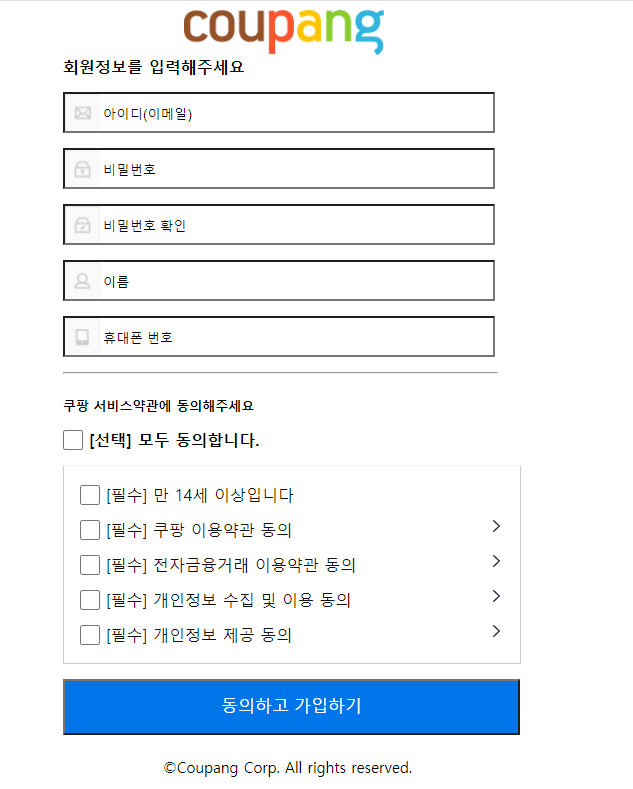 coupang
회원정보를 입력해주세요
아이디(이메일)
비밀번호
비밀번호 확인
이름
휴대폰 번호
쿠팡 서비스약관에 동의해주세요
[선택] 모두 동의합니다.
[필수] 만 14세 이상입니다
[필수] 쿠팡 이용약관 동의
[필수] 전자금융거래 이용약관 동의
[필수] 개인정보 수집 및 이용 동의
[필수] 개인정보 제공 동의
동의하고 가입하기
©Coupang Corp. All rights reserved.